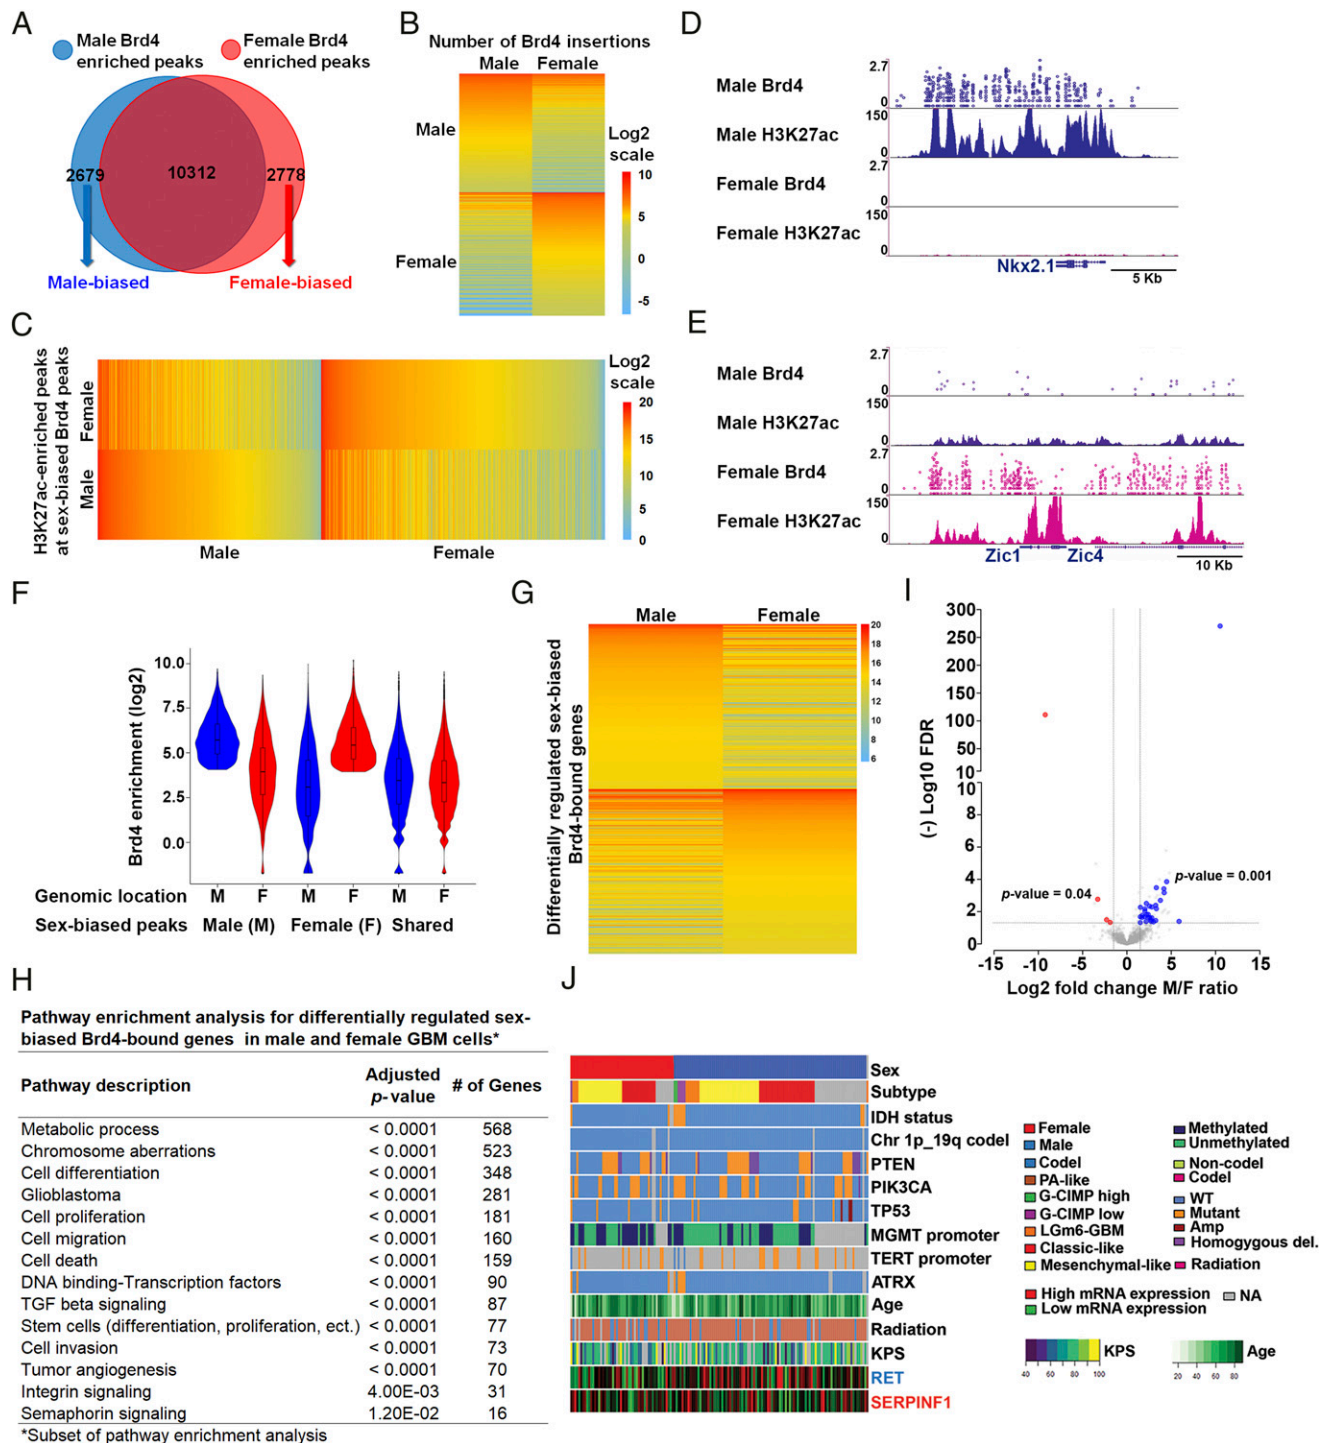 A
Male Brd4 enriched peaks
Female Brd4 enriched peaks
2679
10312
2778
Male-biased
Female-biased
B
Number of Brd4 insertions
Male Female
Male
Female
Log2 scale
10
5
0
-5
C
H3K27ac-enriched peaks at sex-biased Brd4 peaks
Female
Male
Male
Female
Log2 scale
20
15
10
5
0
D
Male Brd4
2.7
0
Male H3K27ac
150
0
Female Brd4
2.7
0
Female H3K27ac
150
0
Nkx2.1
5 Kb
E
Male Brd4
2.7
0
Male H3K27ac
150
0
Female Brd4
2.7
0
Female H3K27ac
150
0
Zic1
Zic4
10 Kb
F
Brd4 enrichment (log2)
10.0
7.5
5.0
2.5
0.0
Genomic location M F M F M F
Sex-biased peaks Male (M) Female (F) Shared
G
Differentially regulated sex-biased Brd4-bound genes
Male
Female
20
18
16
14
12
10
8
6
H
Pathway enrichment analysis for differentially regulated sex-
biased Brd4-bound genes in male and female GBM cells*
Pathway description Adjusted p-value # of Genes
Metabolic process < 0.0001 568
Chromosome aberrations < 0.0001 523
Cell differentiation < 0.0001 348
Glioblastoma < 0.0001 281
Cell proliferation < 0.0001 181
Cell migration < 0.0001 160
Cell death < 0.0001 159
DNA binding-Transcription factors < 0.0001 90
TGF beta signaling < 0.0001 87
Stem cells (differentiation, proliferation, ect.) < 0.0001 77
Cell invasion < 0.0001 73
Tumor angiogenesis < 0.0001 70
Integrin signaling 4.00E-03 31
Semaphorin signaling 1.20E-02 16
*Subset of pathway enrichment analysis
I
(-) Log10 FDR
300
250
200
150
100
50
10
10
8
6
4
2
0
p-value = 0.04
p-value = 0.001
-15 -10 -5 0 5 10 15
Log2 fold change M/F ratio
J
Sex
Subtype
IDH status
Chr 1p_19q codel
PTEN
PIK3CA
TP53
MGMT promoter
TERT promoter
ATRX
Age
Radiation
KPS
RET
SERPINF1
Female
Male
Codel
PA-like
G-CIMP high
G-CIMP low
LGm6-GBM
Classic-like
Mesenchymal-like
High mRNA expression
Low mRNA expression
Methylated
Unmethylated
Non-codel
Codel
WT
Mutant
Amp
Homogygous del.
Radiation
NA
KPS
40 60 80 100
Age
20 40 60 80